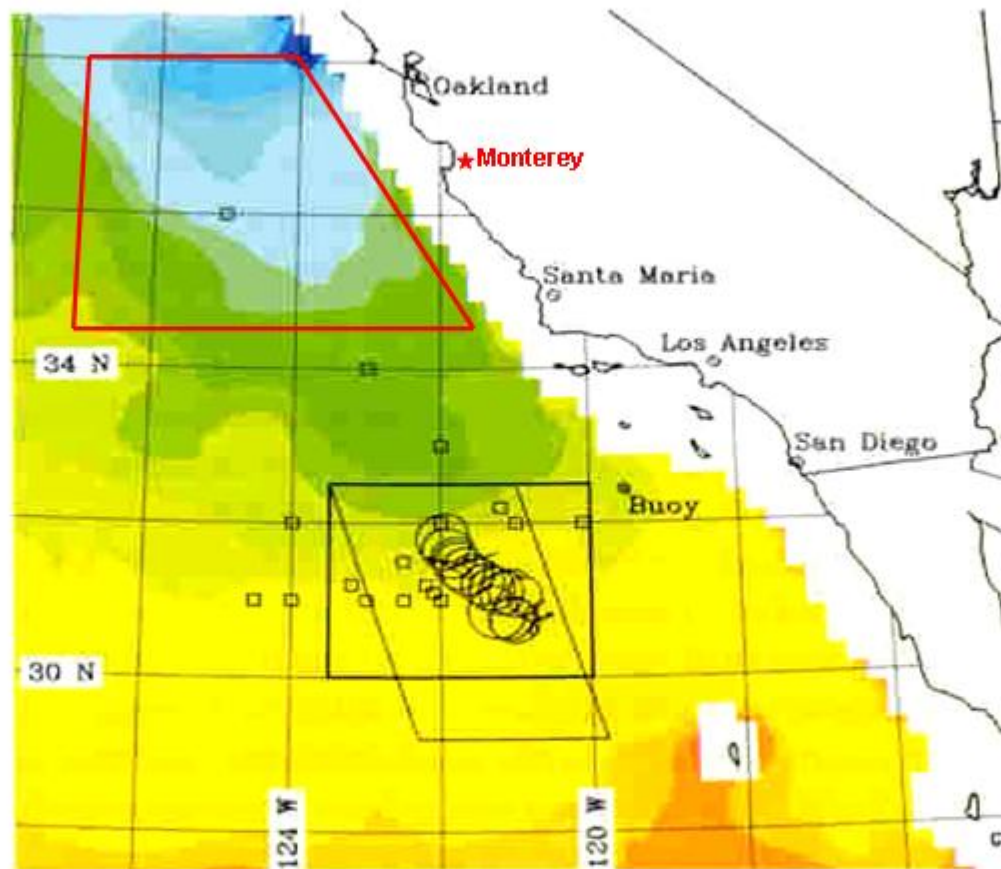 Oakland
Monterey
Santa Maria
34 N
Los Angeles
San Diego
Buoy
30 N
124 W
120 W